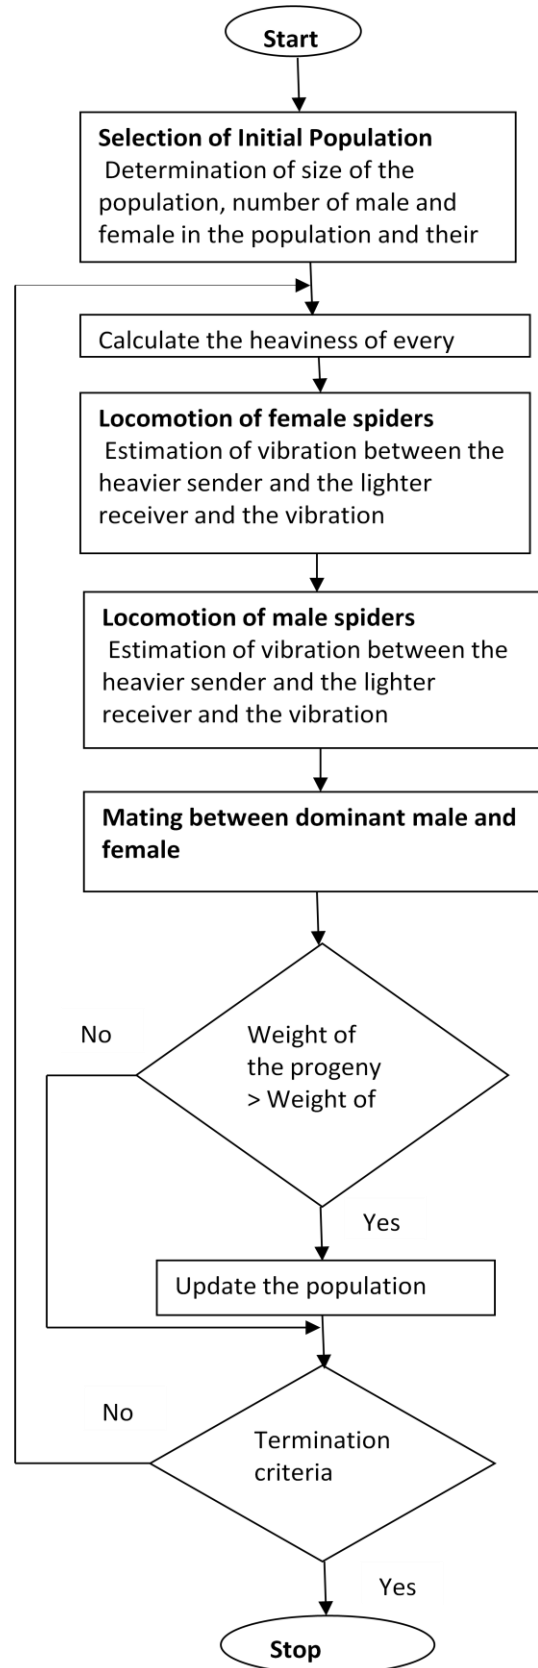 Start
Selection of Initial Population
Determination of size of the
population, number of male and
female in the population and their
Calculate the heaviness of every
Locomotion of female spiders
Estimation of vibration between the
heavier sender and the lighter
receiver and the vibration
Locomotion of male spiders
Estimation of vibration between the
heavier sender and the lighter
receiver and the vibration
Mating between dominant male and
female
No
Weight of
the progeny
> Weight of
Yes
Update the population
No
Termination
criteria
Yes
Stop